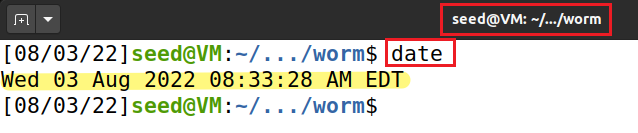 seed@VM: ~/.../worm
[08/03/22]seed@VM:~/.../worm$ date
Wed 03 Aug 2022 08:33:28 AM EDT
[08/03/22]seed@VM:~/.../worm$